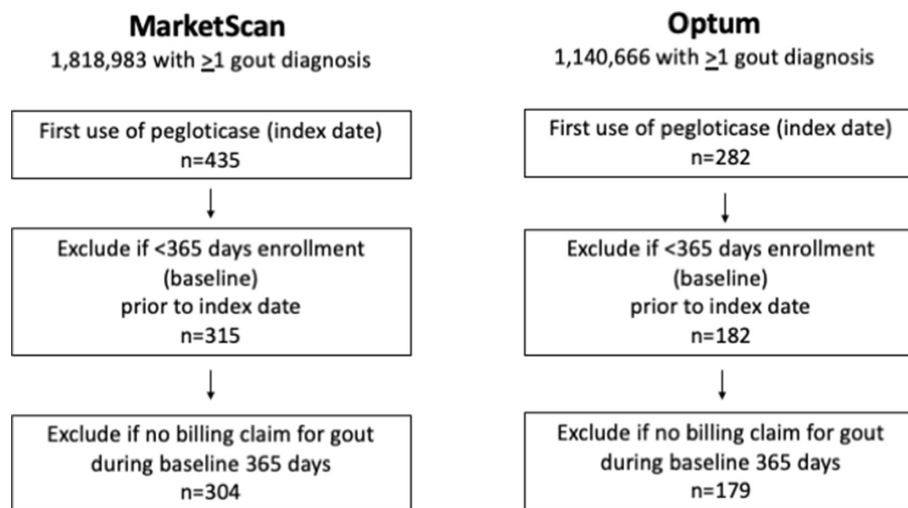 MarketScan
1,818,983 with ≥1 gout diagnosis
First use of pegloticase (index date)
n=435
Exclude if <365 days enrollment
(baseline)
prior to index date
n=315
Exclude if no billing claim for gout
during baseline 365 days
n=304
Optum
1,140,666 with ≥1 gout diagnosis
First use of pegloticase (index date)
n=282
Exclude if <365 days enrollment
(baseline)
prior to index date
n=182
Exclude if no billing claim for gout
during baseline 365 days
n=179